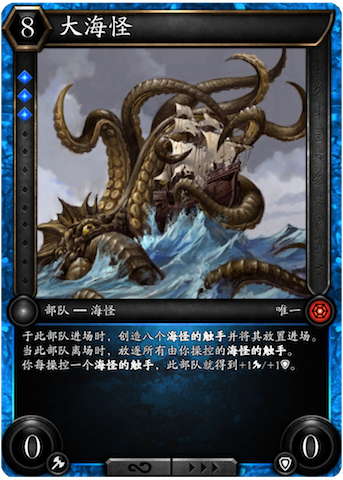 8 大海怪
部队 — 海怪 唯一
于此部队进场时，创造八个海怪的触手并将其放置进场。
当此部队离场时，放逐所有由你操控的海怪的触手。
你每操控一个海怪的触手，此部队就得到+1/+1。
0 0